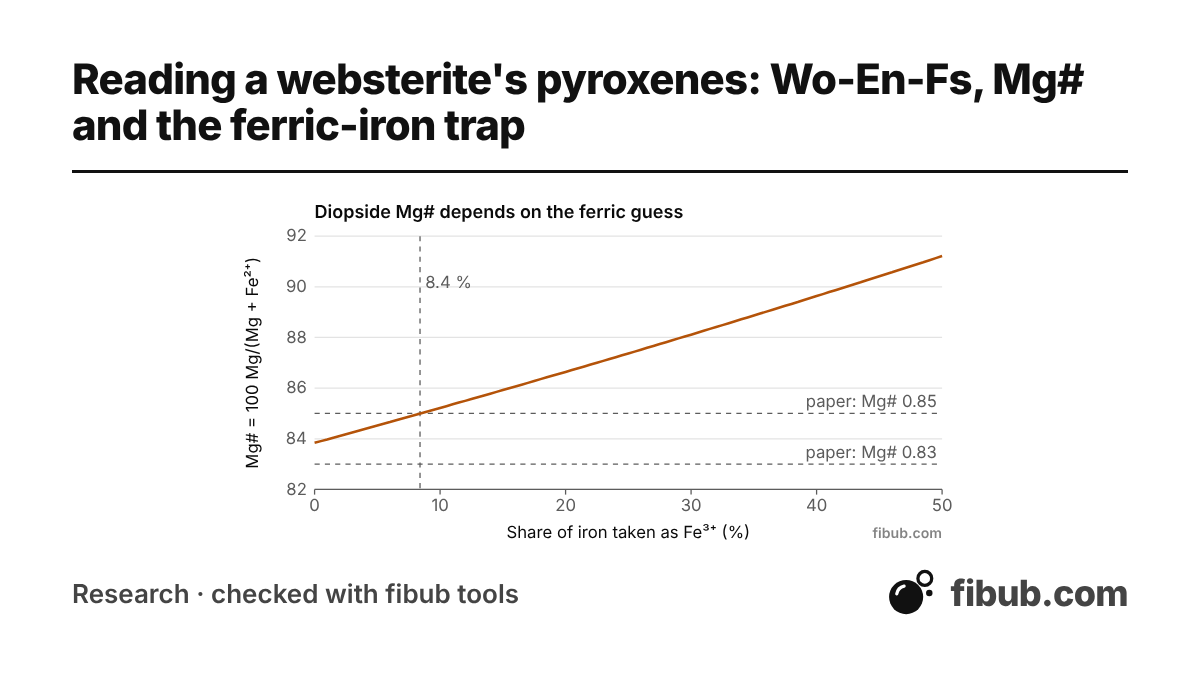 Reading a websterite's pyroxenes: Wo-En-Fs, Mg#
and the ferric-iron trap
Diopside Mg# depends on the ferric guess
Mg# = 100 Mg/(Mg + Fe²⁺)
92
90
88
86
84
82
8.4 %
paper: Mg# 0.85
paper: Mg# 0.83
0
10
20
30
40
50
Share of iron taken as Fe³⁺ (%)
fibub.com
Research · checked with fibub tools
fibub.com